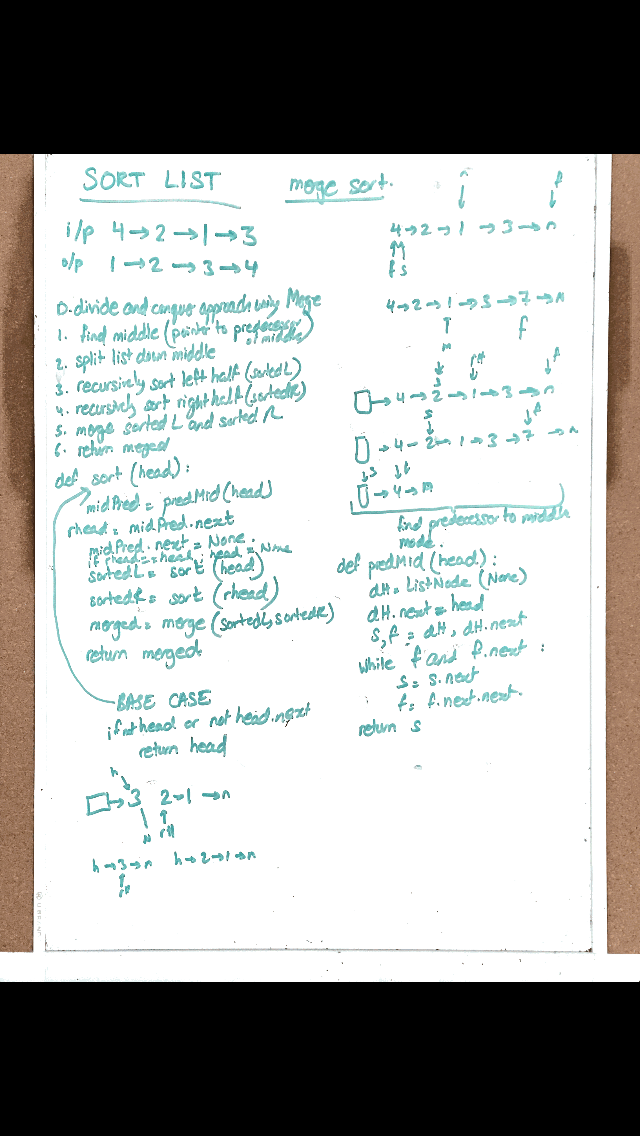 SORT LIST
merge sort.
i/p 4→2→1→3
o/p 1→2→3→4
D. divide and conquer approach using Merge
1. find middle (pointer to predecessor of middle)
2. split list down middle
3. recursively sort left half (sorted L)
4. recursively sort right half (sorted R)
5. merge sorted L and sorted R
6. return merged
def sort (head):
midPred = predMid (head)
rhead = midPred.next
midPred.next = None.
if rhead == head: head = None
sortedL = sort (head)
sortedR = sort (rhead)
merged = merge (sortedL, sortedR)
return merged
BASE CASE
if not head or not head.next
return head
h
□→3 2→1→n
rH
h→3→n h→2→1→n
f
4→2→1→3→n
f s
4→2→1→3→7→n
m f
rH f
s
□→4→2→1→3→n
s f
□→4→2→1→3→7→n
s f
□→4→n
find predecessor to middle
node.
def predMid (head):
dH = ListNode (None)
dH.next = head
s, f = dH, dH.next
while f and f.next:
s = s.next
f = f.next.next.
return s